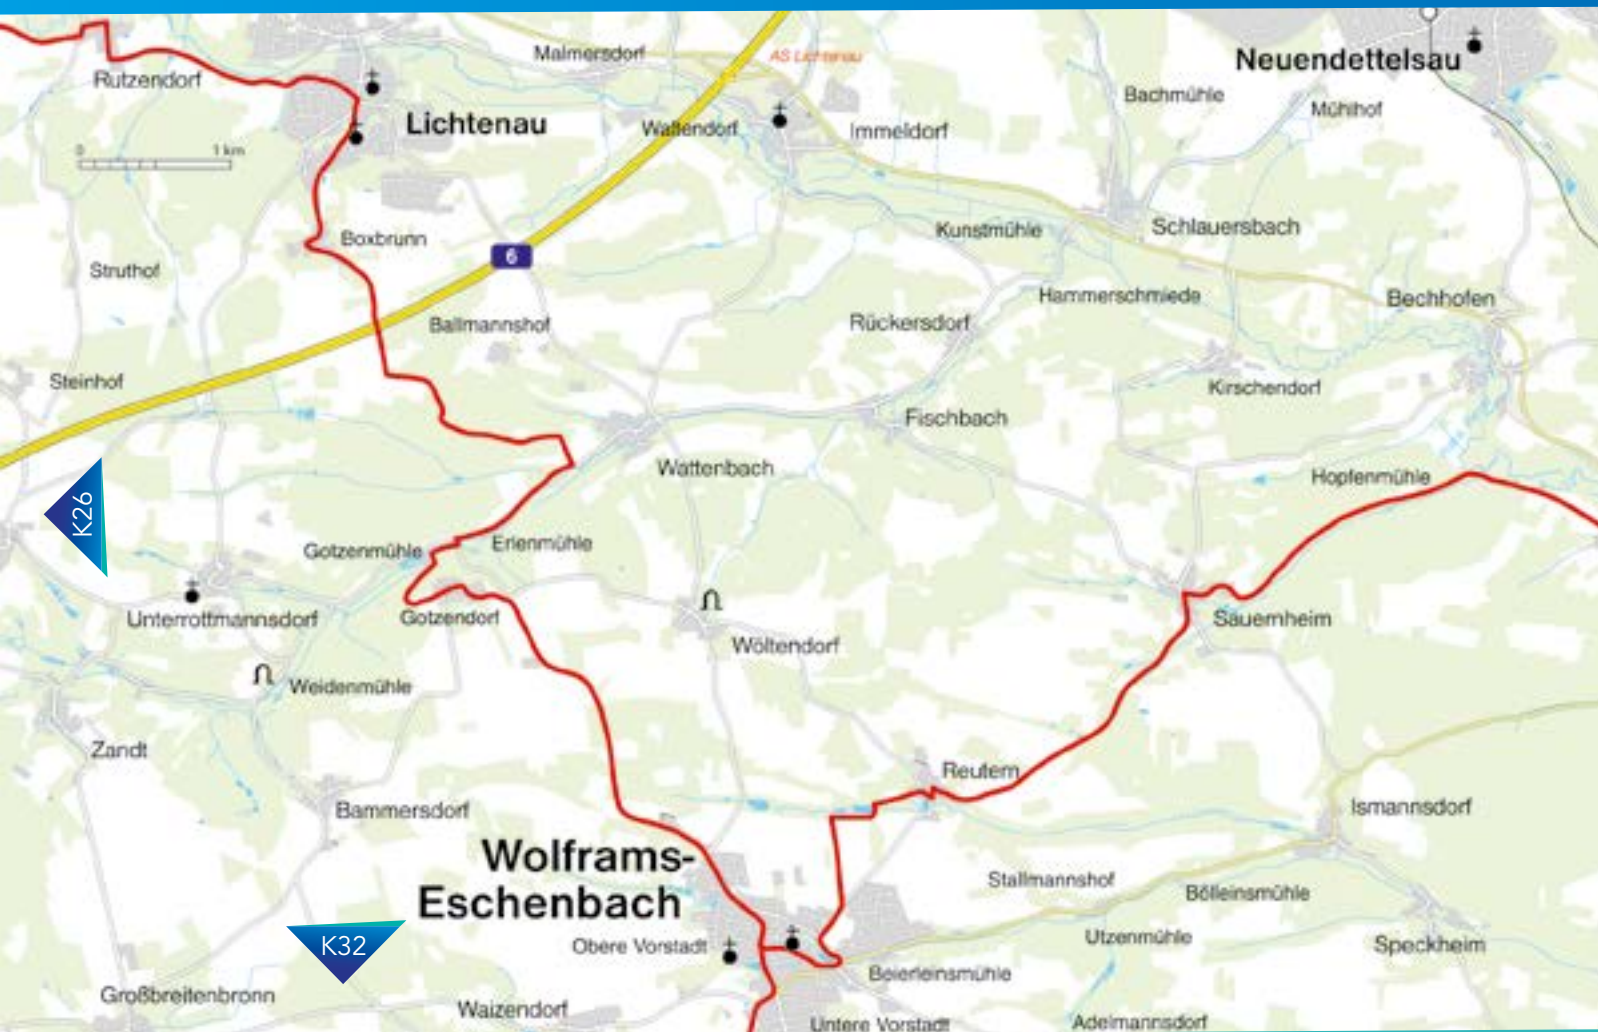 Malmersdorf
AS Lichtenau
Neuendettelsau
Rutzendorf
Bachmühle
Mühlhof
Lichtenau
Wattendorf
Immeldorf
0 1 km
Kunstmühle
Schlauersbach
Boxbrunn
6
Struthof
Hammerschmiede
Bechhofen
Ballmannshof
Rückersdorf
Steinhof
Kirschendorf
Fischbach
Wattenbach
Hopfenmühle
K26
Gotzenmühle
Erlenmühle
Unterrottmannsdorf
Gotzendorf
Sauernheim
Wöltendorf
Weidenmühle
Zandt
Reutern
Bammersdorf
Ismannsdorf
Wolframs-
Eschenbach
Stallmannshof
Bölleinsmühle
K32
Obere Vorstadt
Utzenmühle
Speckheim
Beierleinsmühle
Großbreitenbronn
Waizendorf
Untere Vorstadt
Adelmannsdorf